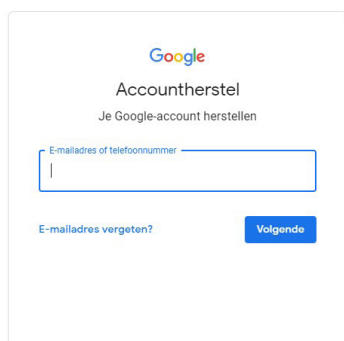 Google
Accountherstel
Je Google-account herstellen
E-mailadres of telefoonnummer
E-mailadres vergeten?
Volgende